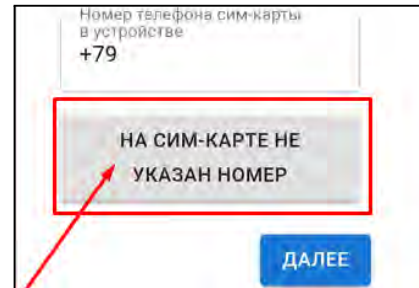 Номер телефона сим-карты
в устройстве
+79
НА СИМ-КАРТЕ НЕ
УКАЗАН НОМЕР
ДАЛЕЕ